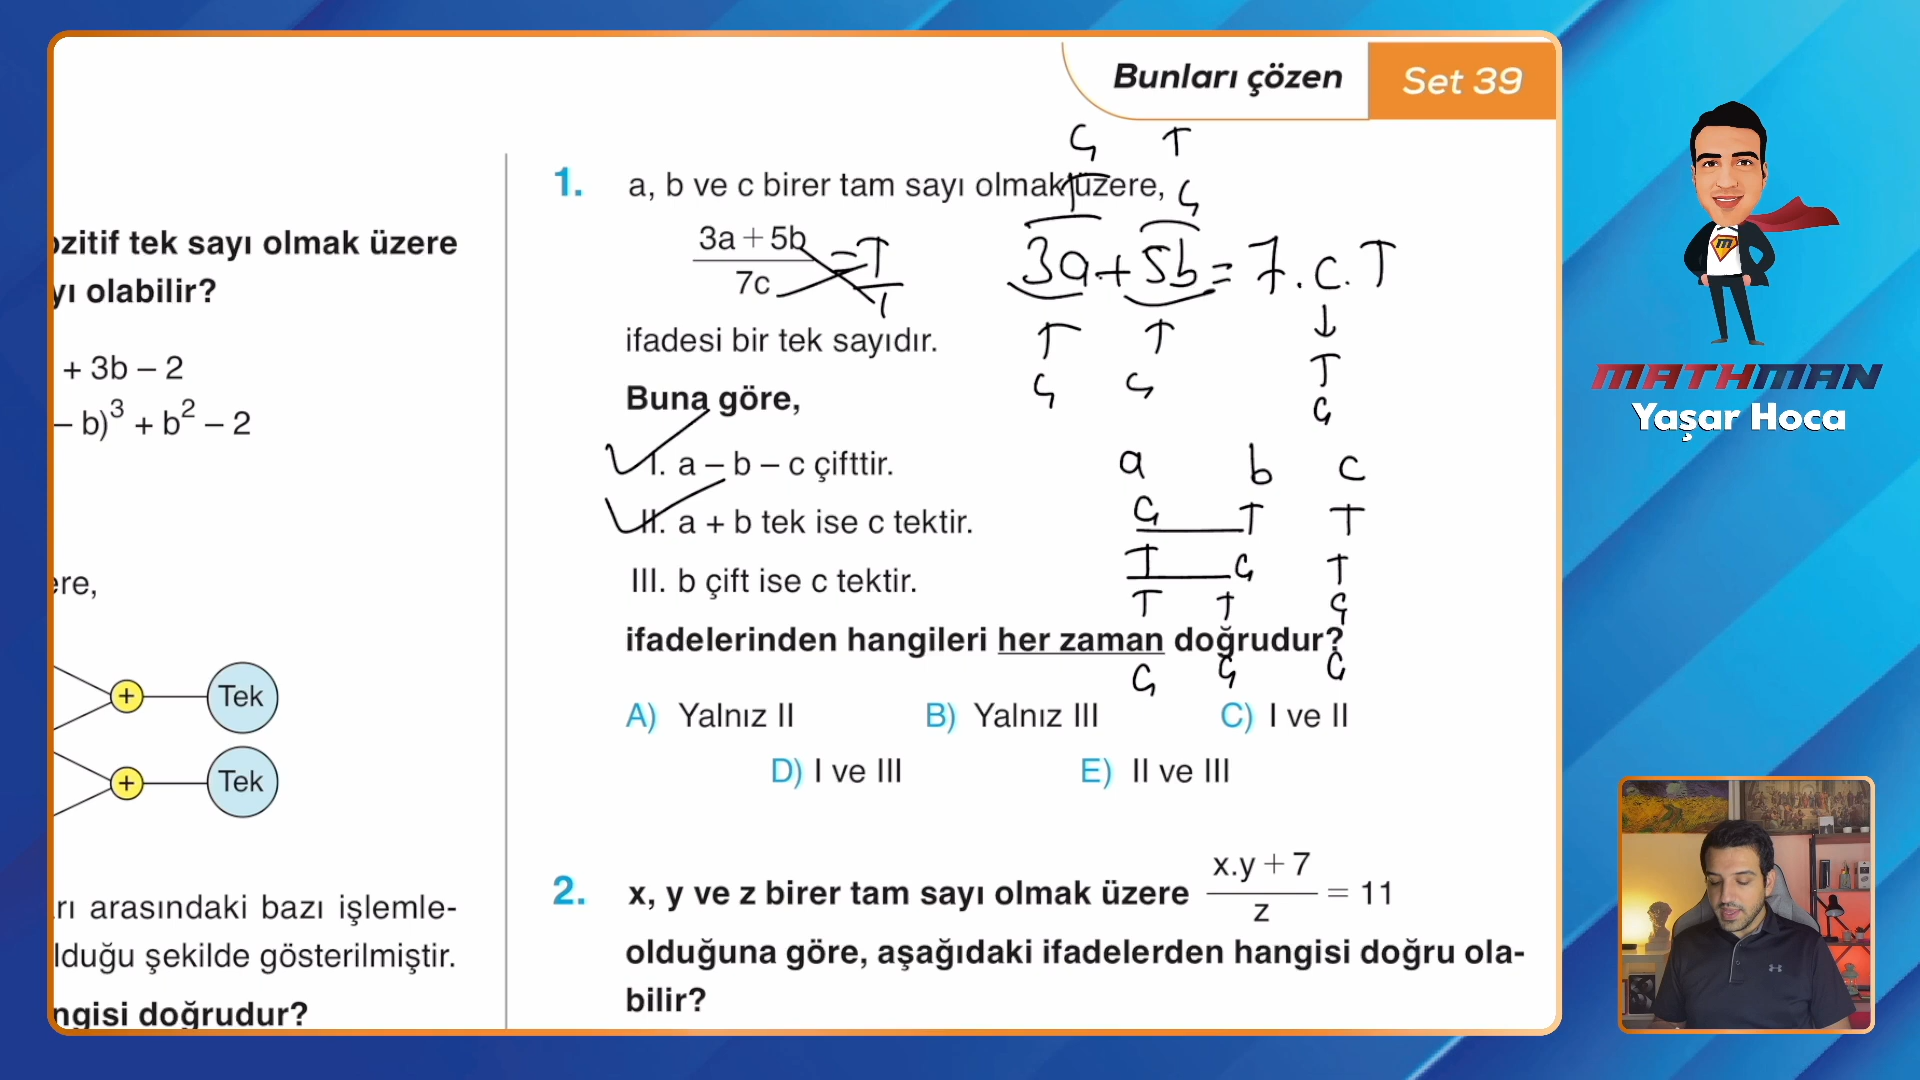 Bunları çözen
Set 39
ozitif tek sayı olmak üzere
yı olabilir?
+ 3b – 2
– b)³ + b² – 2
ere,
+
Tek
+
Tek
rı arasındaki bazı işlemle-
lduğu şekilde gösterilmiştir.
ngisi doğrudur?
1. a, b ve c birer tam sayı olmak üzere,
3a + 5b
7c
= T
1
ifadesi bir tek sayıdır.
Buna göre,
I. a – b – c çifttir.
II. a + b tek ise c tektir.
III. b çift ise c tektir.
ifadelerinden hangileri her zaman doğrudur?
A) Yalnız II B) Yalnız III C) I ve II
D) I ve III E) II ve III
Ç T
T Ç
3a + 5b = 7.c.T
↓
T T T
Ç Ç Ç
a b c
Ç T T
T Ç T
T T Ç
Ç Ç Ç
2. x, y ve z birer tam sayı olmak üzere x.y + 7
z
= 11
olduğuna göre, aşağıdaki ifadelerden hangisi doğru ola-
bilir?
m
MATHMAN
Yaşar Hoca